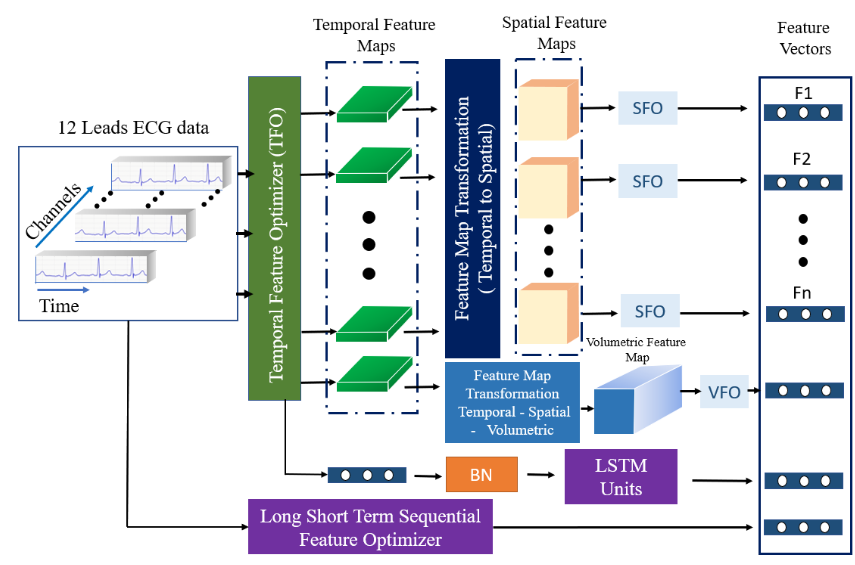 Temporal Feature
Maps
Spatial Feature
Maps
Feature
Vectors
12 Leads ECG data
Channels
Time
Temporal Feature Optimizer (TFO)
Feature Map Transformation
( Temporal to Spatial)
SFO
F1
SFO
F2
SFO
Fn
Volumetric Feature
Map
Feature Map
Transformation
Temporal - Spatial
- Volumetric
VFO
BN
LSTM
Units
Long Short Term Sequential
Feature Optimizer